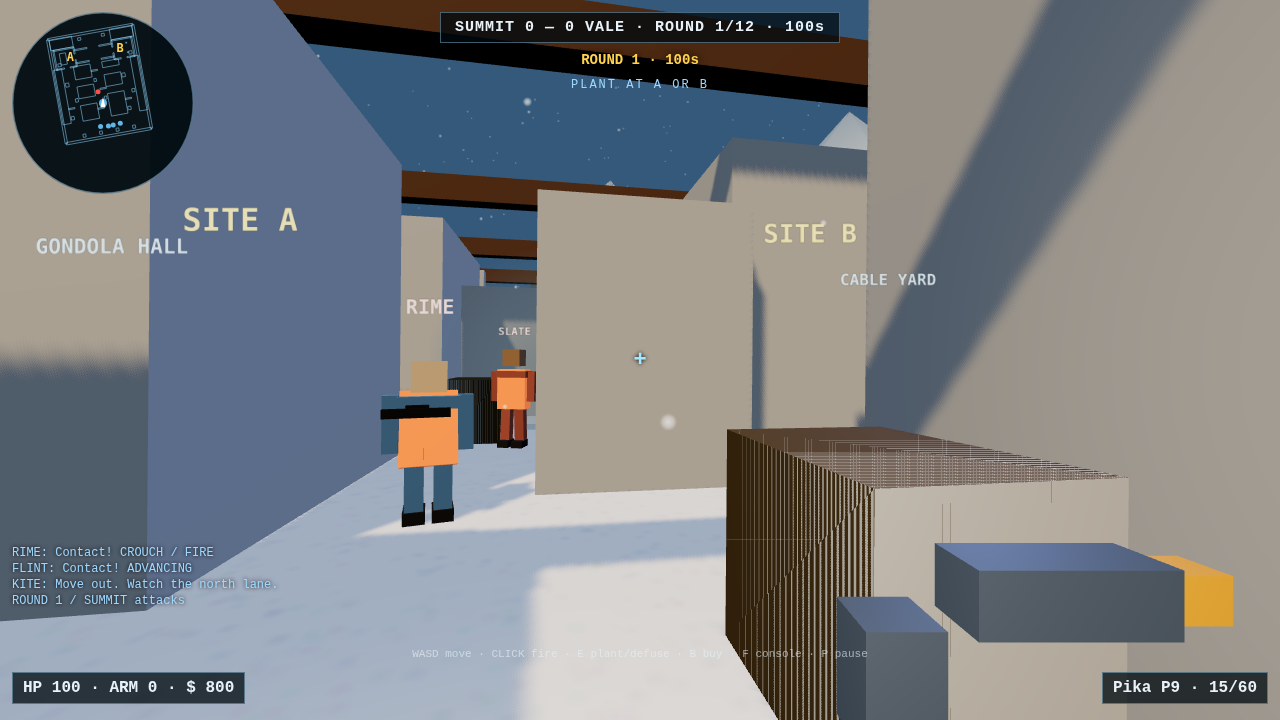 SUMMIT 0 — 0 VALE · ROUND 1/12 · 100s
ROUND 1 · 100s
PLANT AT A OR B
A
B
SITE A
GONDOLA HALL
SITE B
CABLE YARD
RIME
SLATE
RIME: Contact! CROUCH / FIRE
FLINT: Contact! ADVANCING
KITE: Move out. Watch the north lane.
ROUND 1 / SUMMIT attacks
WASD move · CLICK fire · E plant/defuse · B buy · F console · P pause
HP 100 · ARM 0 · $ 800
Pika P9 · 15/60